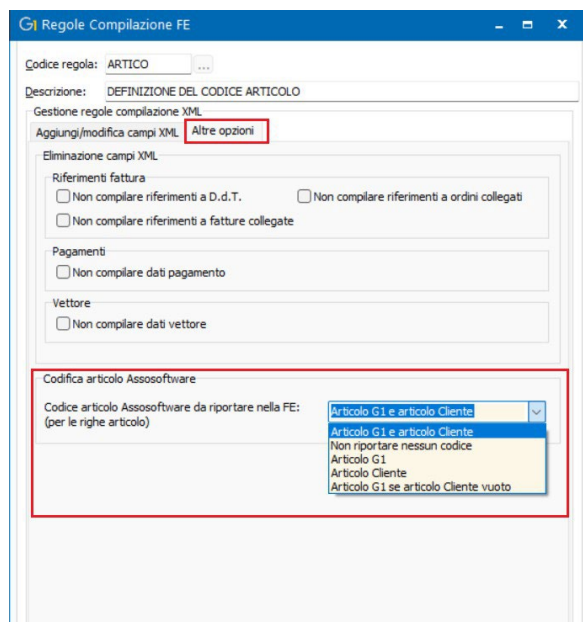 G1 Regole Compilazione FE
Codice regola: ARTICO ...
Descrizione: DEFINIZIONE DEL CODICE ARTICOLO
Gestione regole compilazione XML
Aggiungi/modifica campi XML Altre opzioni
Eliminazione campi XML
Riferimenti fattura
Non compilare riferimenti a D.d.T. Non compilare riferimenti a ordini collegati
Non compilare riferimenti a fatture collegate
Pagamenti
Non compilare dati pagamento
Vettore
Non compilare dati vettore
Codifica articolo Assosoftware
Codice articolo Assosoftware da riportare nella FE: Articolo G1 e articolo Cliente
(per le righe articolo)
Articolo G1 e articolo Cliente
Non riportare nessun codice
Articolo G1
Articolo Cliente
Articolo G1 se articolo Cliente vuoto